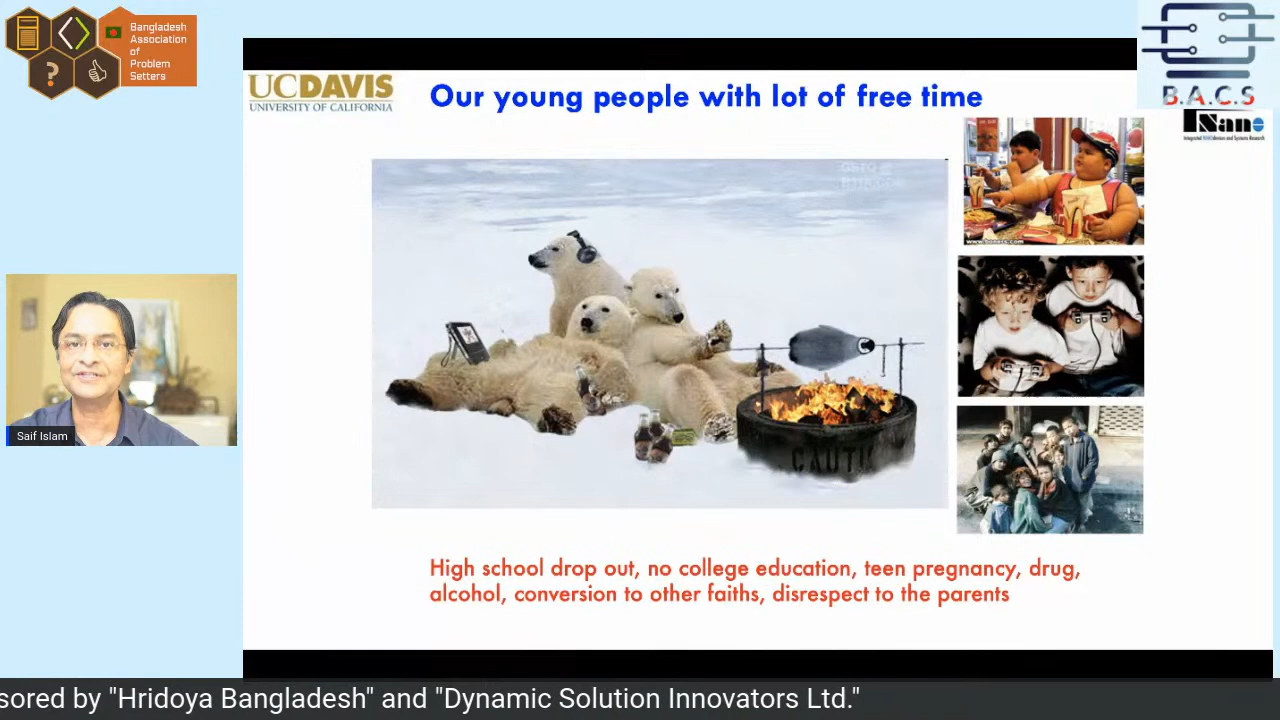 Bangladesh
Association
of
Problem
Setters
B.A.C.S
UCDAVIS
UNIVERSITY OF CALIFORNIA
Our young people with lot of free time
Nano
CAUTI
Saif Islam
High school drop out, no college education, teen pregnancy, drug,
alcohol, conversion to other faiths, disrespect to the parents
sored by "Hridoya Bangladesh" and "Dynamic Solution Innovators Ltd."